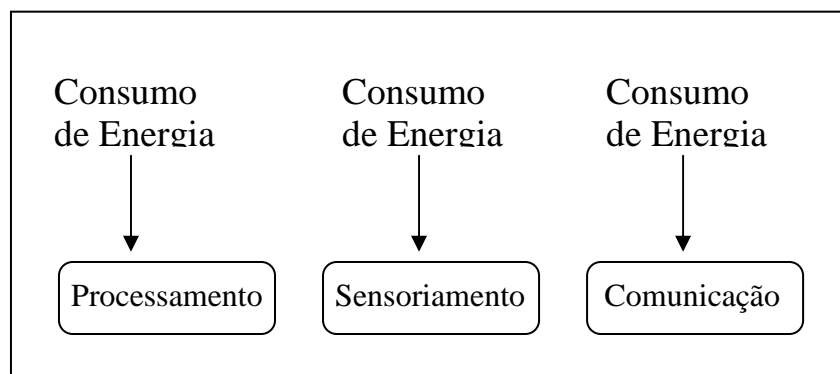 Consumo
de Energia
Consumo
de Energia
Consumo
de Energia
Processamento
Sensoriamento
Comunicação